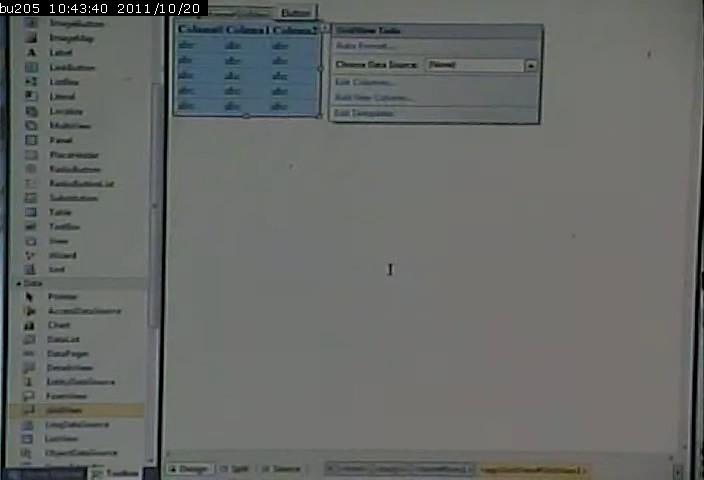 bu205 10:43:40 2011/10/20
ImageButton
ImageMap
Label
LinkButton
ListBox
Literal
Localize
MultiView
Panel
PlaceHolder
RadioButton
RadioButtonList
Substitution
Table
TextBox
View
Wizard
Xml
Data
Pointer
AccessDataSource
Chart
DataList
DataPager
DetailsView
EntityDataSource
FormView
GridView
LinqDataSource
ListView
ObjectDataSource
Toolbox
Button
Column0 Column1 Column2
abc abc abc
abc abc abc
abc abc abc
abc abc abc
abc abc abc
GridView Tasks
Auto Format...
Choose Data Source: (None)
Edit Columns...
Add New Column...
Edit Templates
Design Split Source